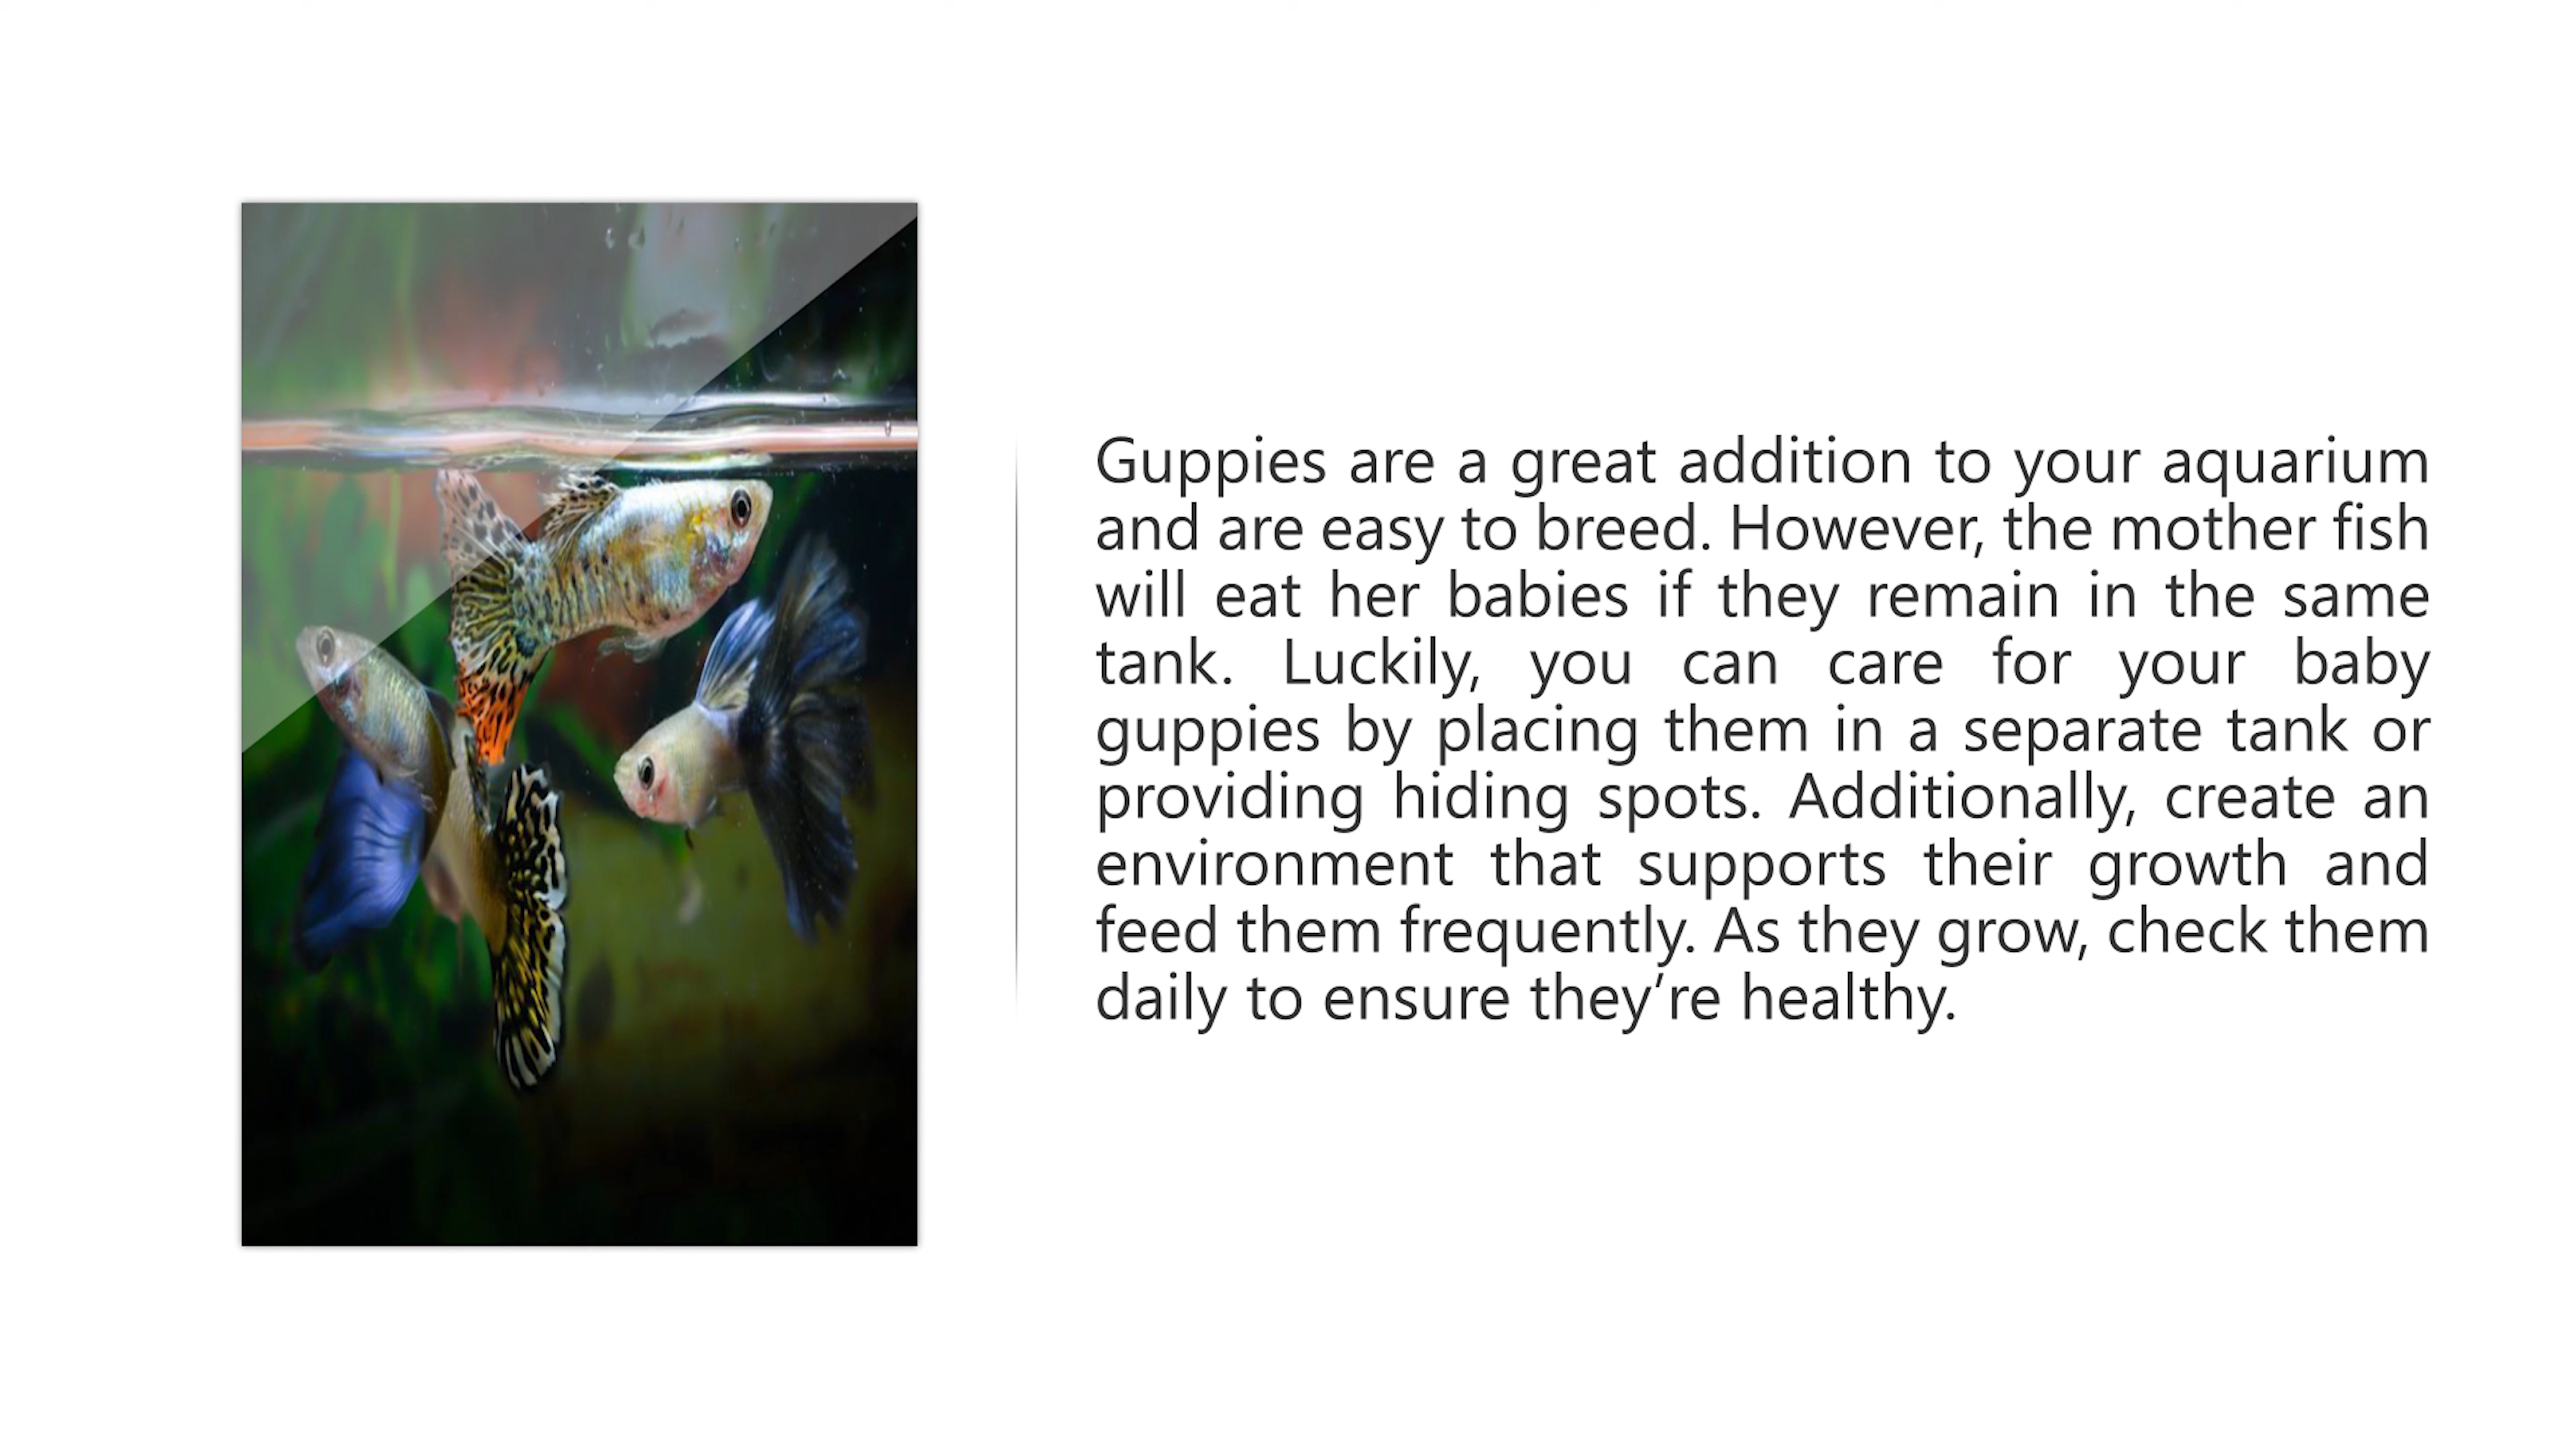 Guppies are a great addition to your aquarium
and are easy to breed. However, the mother fish
will eat her babies if they remain in the same
tank. Luckily, you can care for your baby
guppies by placing them in a separate tank or
providing hiding spots. Additionally, create an
environment that supports their growth and
feed them frequently. As they grow, check them
daily to ensure they’re healthy.